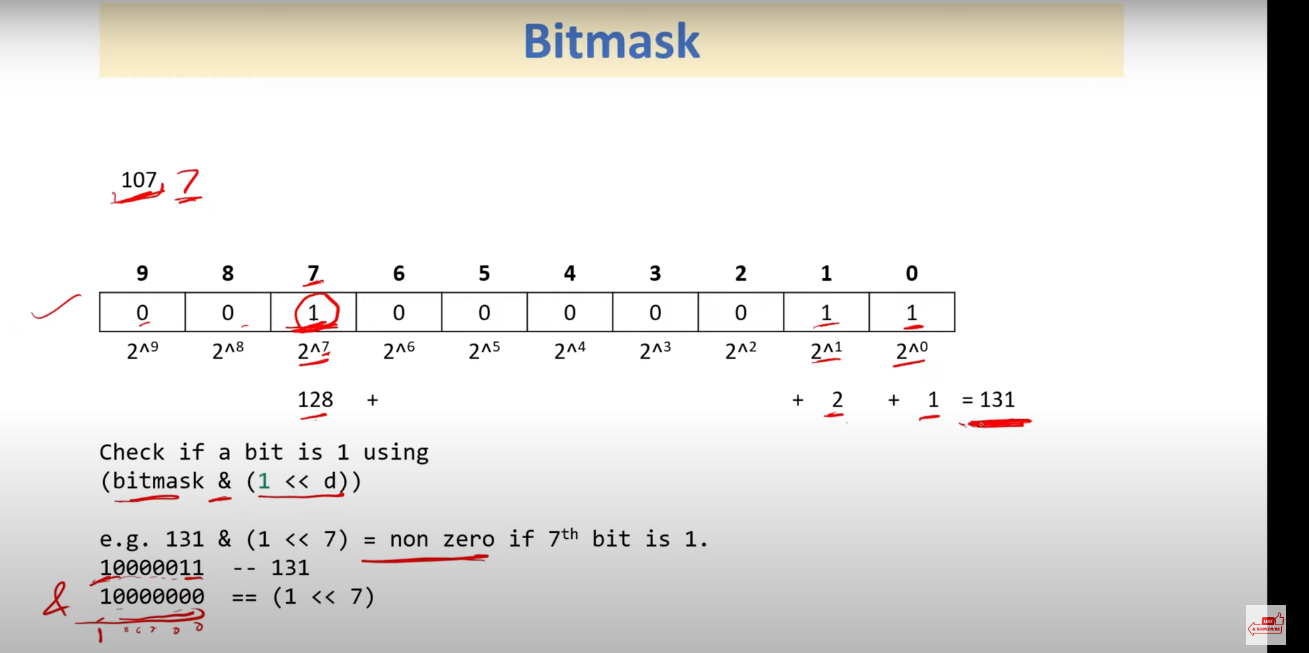 Bitmask
107, 7
9 8 7 6 5 4 3 2 1 0
0 0 1 0 0 0 0 0 1 1
2^9 2^8 2^7 2^6 2^5 2^4 2^3 2^2 2^1 2^0
128 + + 2 + 1 = 131
Check if a bit is 1 using
(bitmask & (1 << d))
e.g. 131 & (1 << 7) = non zero if 7th bit is 1.
10000011 -- 131
& 10000000 == (1 << 7)
1
LIKE
& SUBSCRIBE